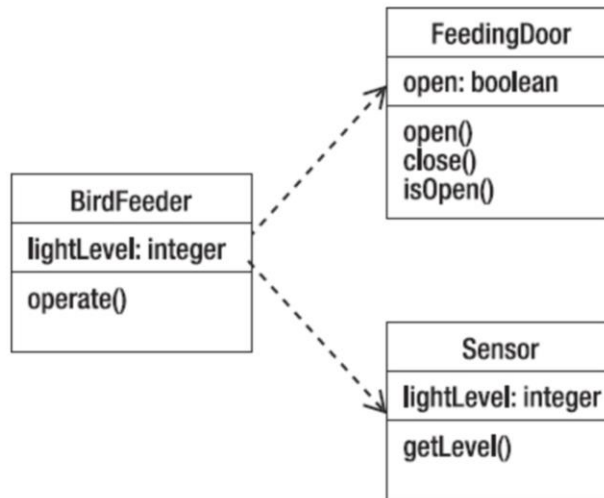 FeedingDoor
open: boolean
open()
close()
isOpen()
BirdFeeder
lightLevel: integer
operate()
Sensor
lightLevel: integer
getLevel()